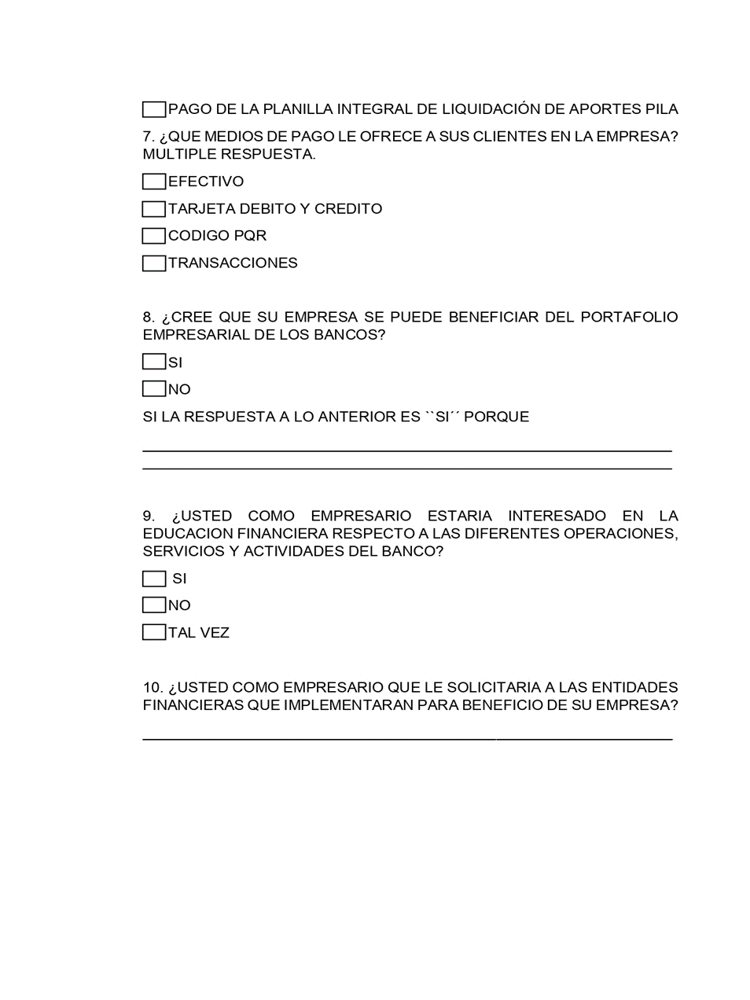 PAGO DE LA PLANILLA INTEGRAL DE LIQUIDACIÓN DE APORTES PILA
7. ¿QUE MEDIOS DE PAGO LE OFRECE A SUS CLIENTES EN LA EMPRESA?
MULTIPLE RESPUESTA.
EFECTIVO
TARJETA DEBITO Y CREDITO
CODIGO PQR
TRANSACCIONES
8. ¿CREE QUE SU EMPRESA SE PUEDE BENEFICIAR DEL PORTAFOLIO
EMPRESARIAL DE LOS BANCOS?
SI
NO
SI LA RESPUESTA A LO ANTERIOR ES ``SI´´ PORQUE
9. ¿USTED COMO EMPRESARIO ESTARIA INTERESADO EN LA
EDUCACION FINANCIERA RESPECTO A LAS DIFERENTES OPERACIONES,
SERVICIOS Y ACTIVIDADES DEL BANCO?
SI
NO
TAL VEZ
10. ¿USTED COMO EMPRESARIO QUE LE SOLICITARIA A LAS ENTIDADES
FINANCIERAS QUE IMPLEMENTARAN PARA BENEFICIO DE SU EMPRESA?